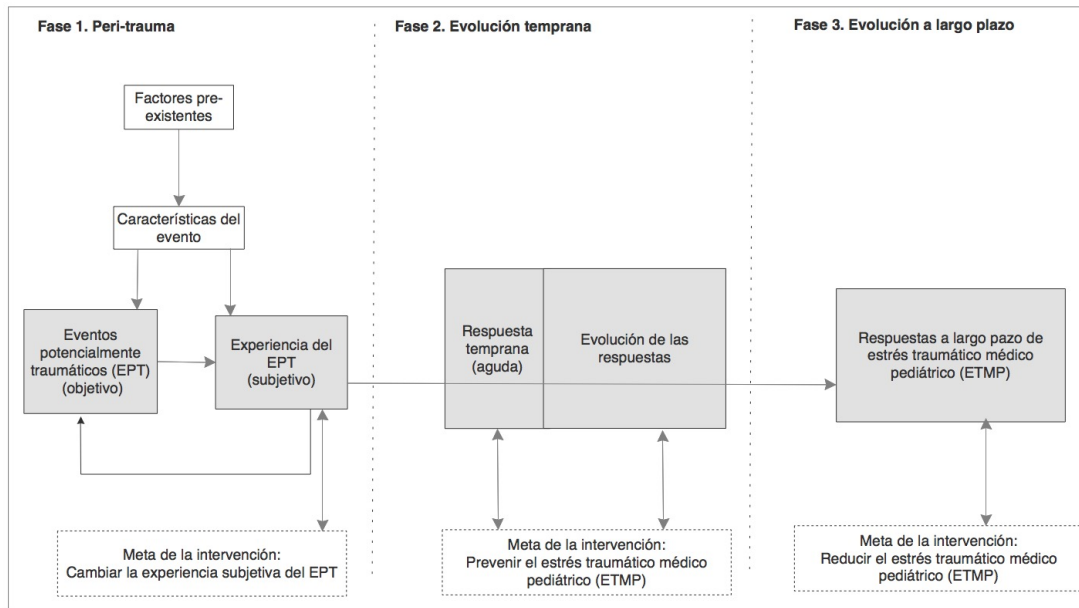 Fase 1. Peri-trauma
Factores pre-
existentes
Características del
evento
Eventos
potencialmente
traumáticos (EPT)
(objetivo)
Experiencia del
EPT
(subjetivo)
Meta de la intervención:
Cambiar la experiencia subjetiva del EPT
Fase 2. Evolución temprana
Respuesta
temprana
(aguda)
Evolución de las
respuestas
Meta de la intervención:
Prevenir el estrés traumático médico
pediátrico (ETMP)
Fase 3. Evolución a largo plazo
Respuestas a largo pazo de
estrés traumático médico
pediátrico (ETMP)
Meta de la intervención:
Reducir el estrés traumático médico
pediátrico (ETMP)